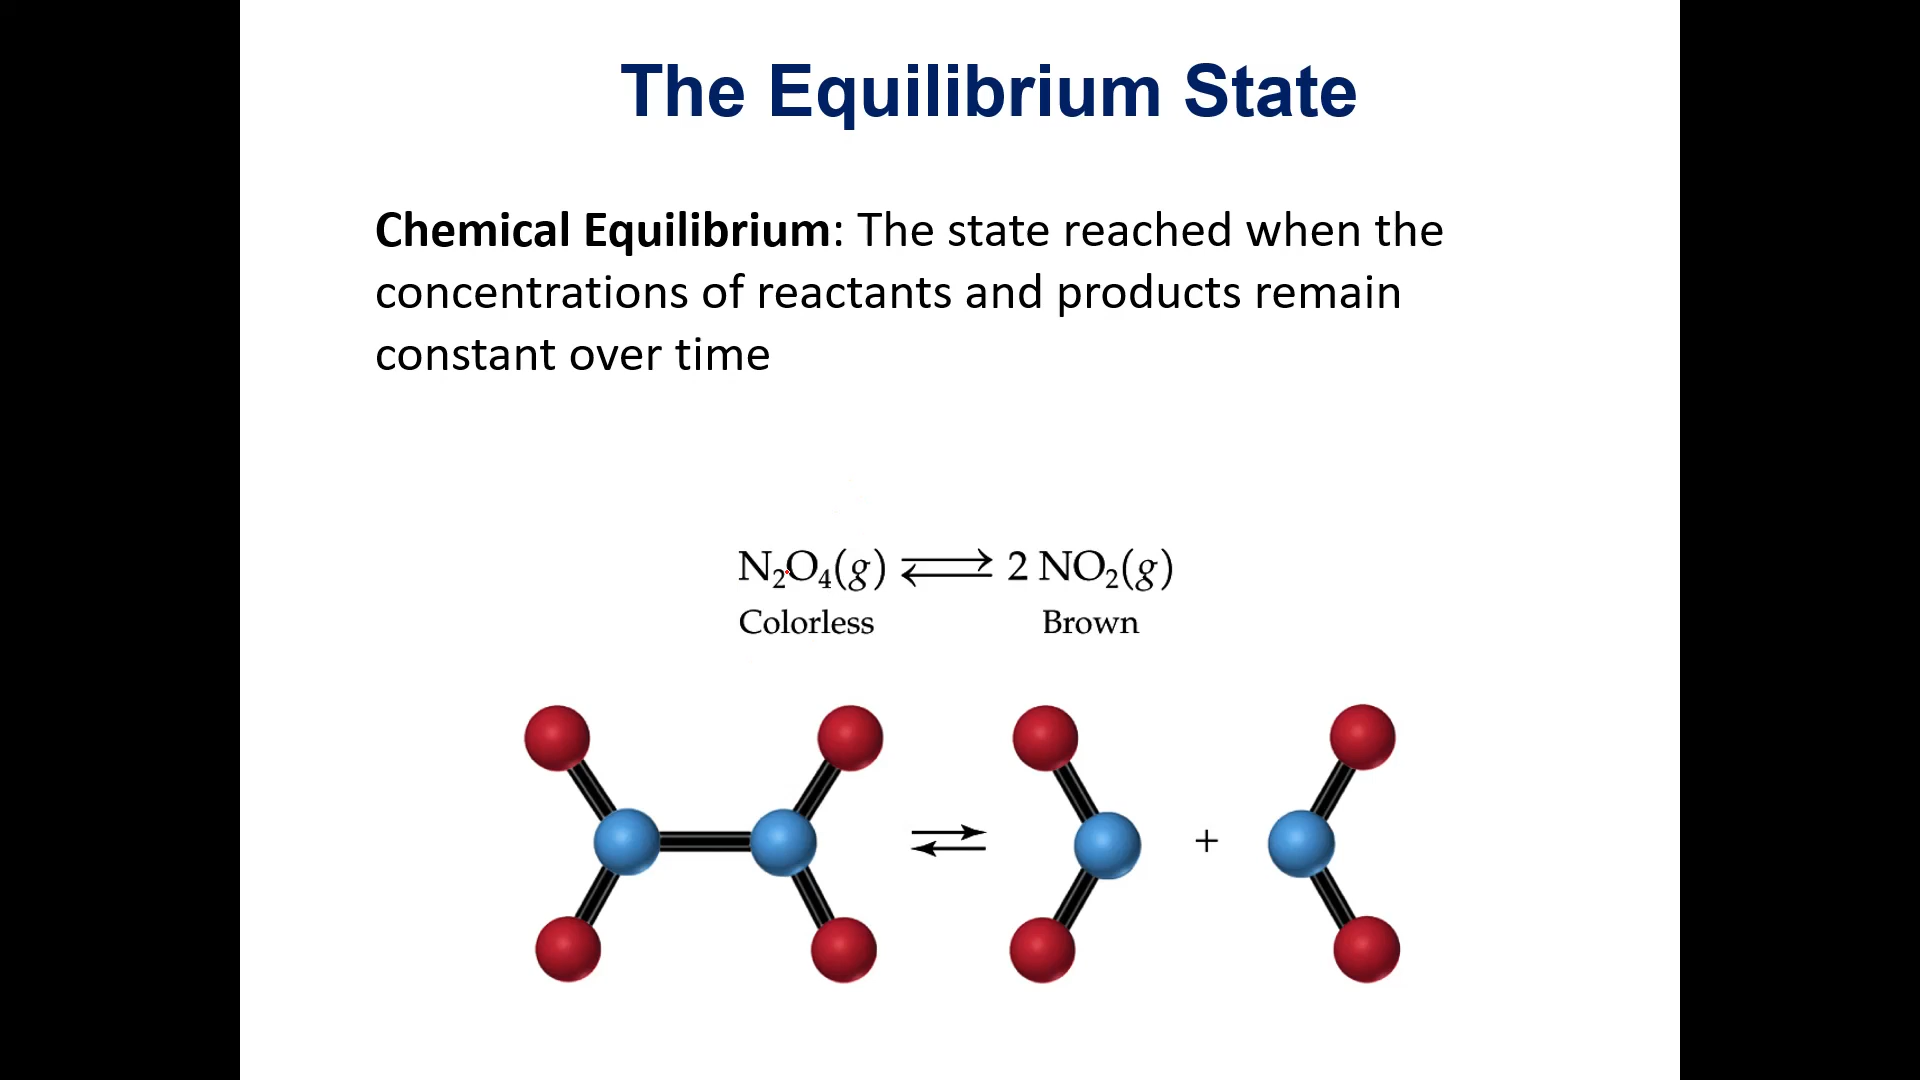 The Equilibrium State
Chemical Equilibrium: The state reached when the
concentrations of reactants and products remain
constant over time
N₂O₄(g) ⇌ 2 NO₂(g)
Colorless Brown
⇌ +